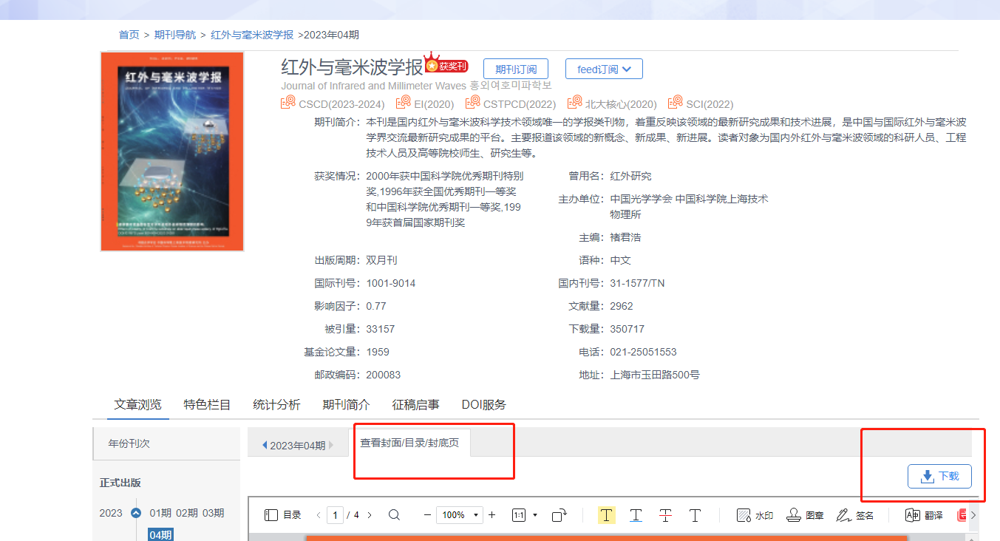 首页 > 期刊导航 > 红外与毫米波学报 >2023年04期
红外与毫米波学报
JOURNAL OF INFRARED AND MILLIMETER WAVES
红外与毫米波学报
获奖刊
期刊订阅
feed订阅
Journal of Infrared and Millimeter Waves 홍외여호미파학보
CSCD(2023-2024) EI(2020) CSTPCD(2022) 北大核心(2020) SCI(2022)
期刊简介： 本刊是国内红外与毫米波科学技术领域唯一的学报类刊物，着重反映该领域的最新研究成果和技术进展，是中国与国际红外与毫米波
学界交流最新研究成果的平台。主要报道该领域的新概念、新成果、新进展。读者对象为国内外红外与毫米波领域的科研人员、工程
技术人员及高等院校师生、研究生等。
获奖情况： 2000年获中国科学院优秀期刊特别
奖,1996年获全国优秀期刊一等奖
和中国科学院优秀期刊一等奖,199
9年获首届国家期刊奖
曾用名： 红外研究
主办单位： 中国光学学会 中国科学院上海技术
物理所
主编： 褚君浩
出版周期： 双月刊
语种： 中文
国际刊号： 1001-9014
国内刊号： 31-1577/TN
影响因子： 0.77
文献量： 2962
被引量： 33157
下载量： 350717
基金论文量： 1959
电话： 021-25051553
邮政编码： 200083
地址： 上海市玉田路500号
文章浏览 特色栏目 统计分析 期刊简介 征稿启事 DOI服务
年份刊次
2023年04期
查看封面/目录/封底页
下载
正式出版
2023 01期 02期 03期
04期
目录 1 / 4 100% 1:1 T T T T 水印 图章 签名 翻译